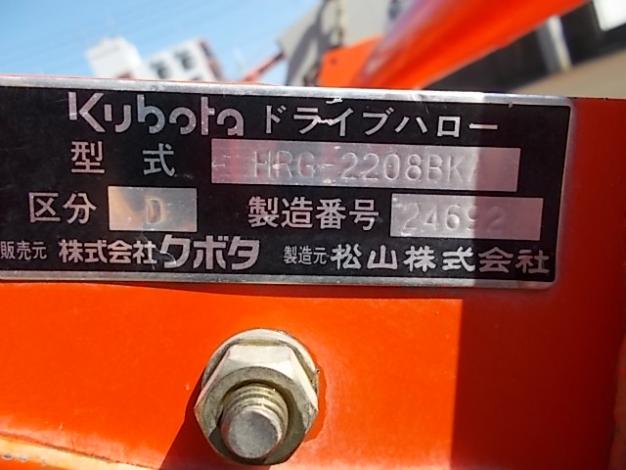 Kubota ドライブハロー
型式 HRG-2208BK
区分 D 製造番号 24692
販売元 株式会社クボタ 製造元 松山株式会社